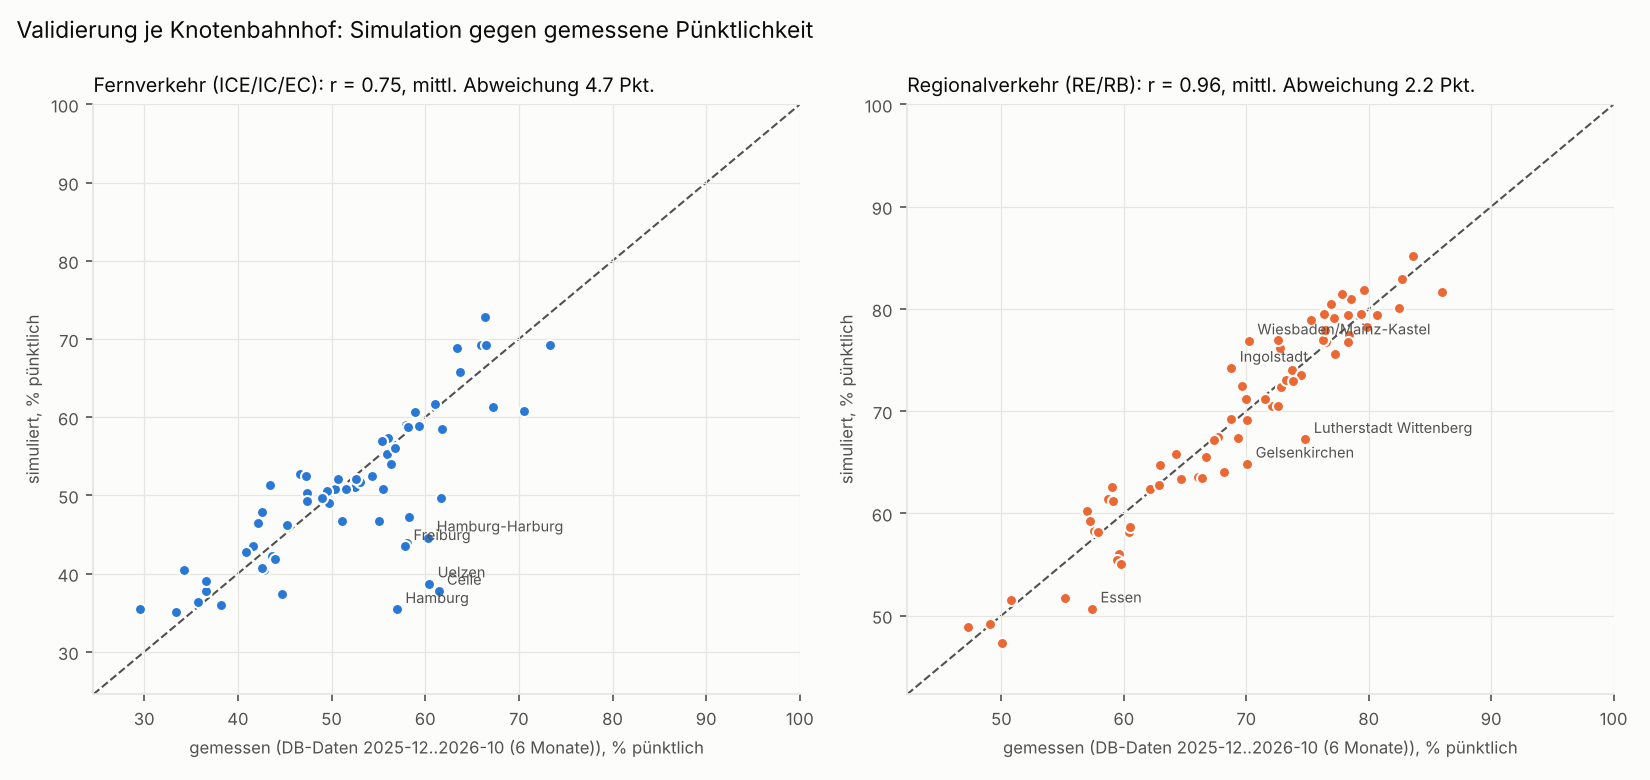 Validierung je Knotenbahnhof: Simulation gegen gemessene Pünktlichkeit
Fernverkehr (ICE/IC/EC): r = 0.75, mittl. Abweichung 4.7 Pkt.
100
90
80
70
60
50
40
30
simuliert, % pünktlich
Hamburg-Harburg
Freiburg
Uelzen
Celle
Hamburg
30 40 50 60 70 80 90 100
gemessen (DB-Daten 2025-12..2026-10 (6 Monate)), % pünktlich
Regionalverkehr (RE/RB): r = 0.96, mittl. Abweichung 2.2 Pkt.
100
90
80
70
60
50
simuliert, % pünktlich
Wiesbaden/Mainz-Kastel
Ingolstadt
Lutherstadt Wittenberg
Gelsenkirchen
Essen
50 60 70 80 90 100
gemessen (DB-Daten 2025-12..2026-10 (6 Monate)), % pünktlich